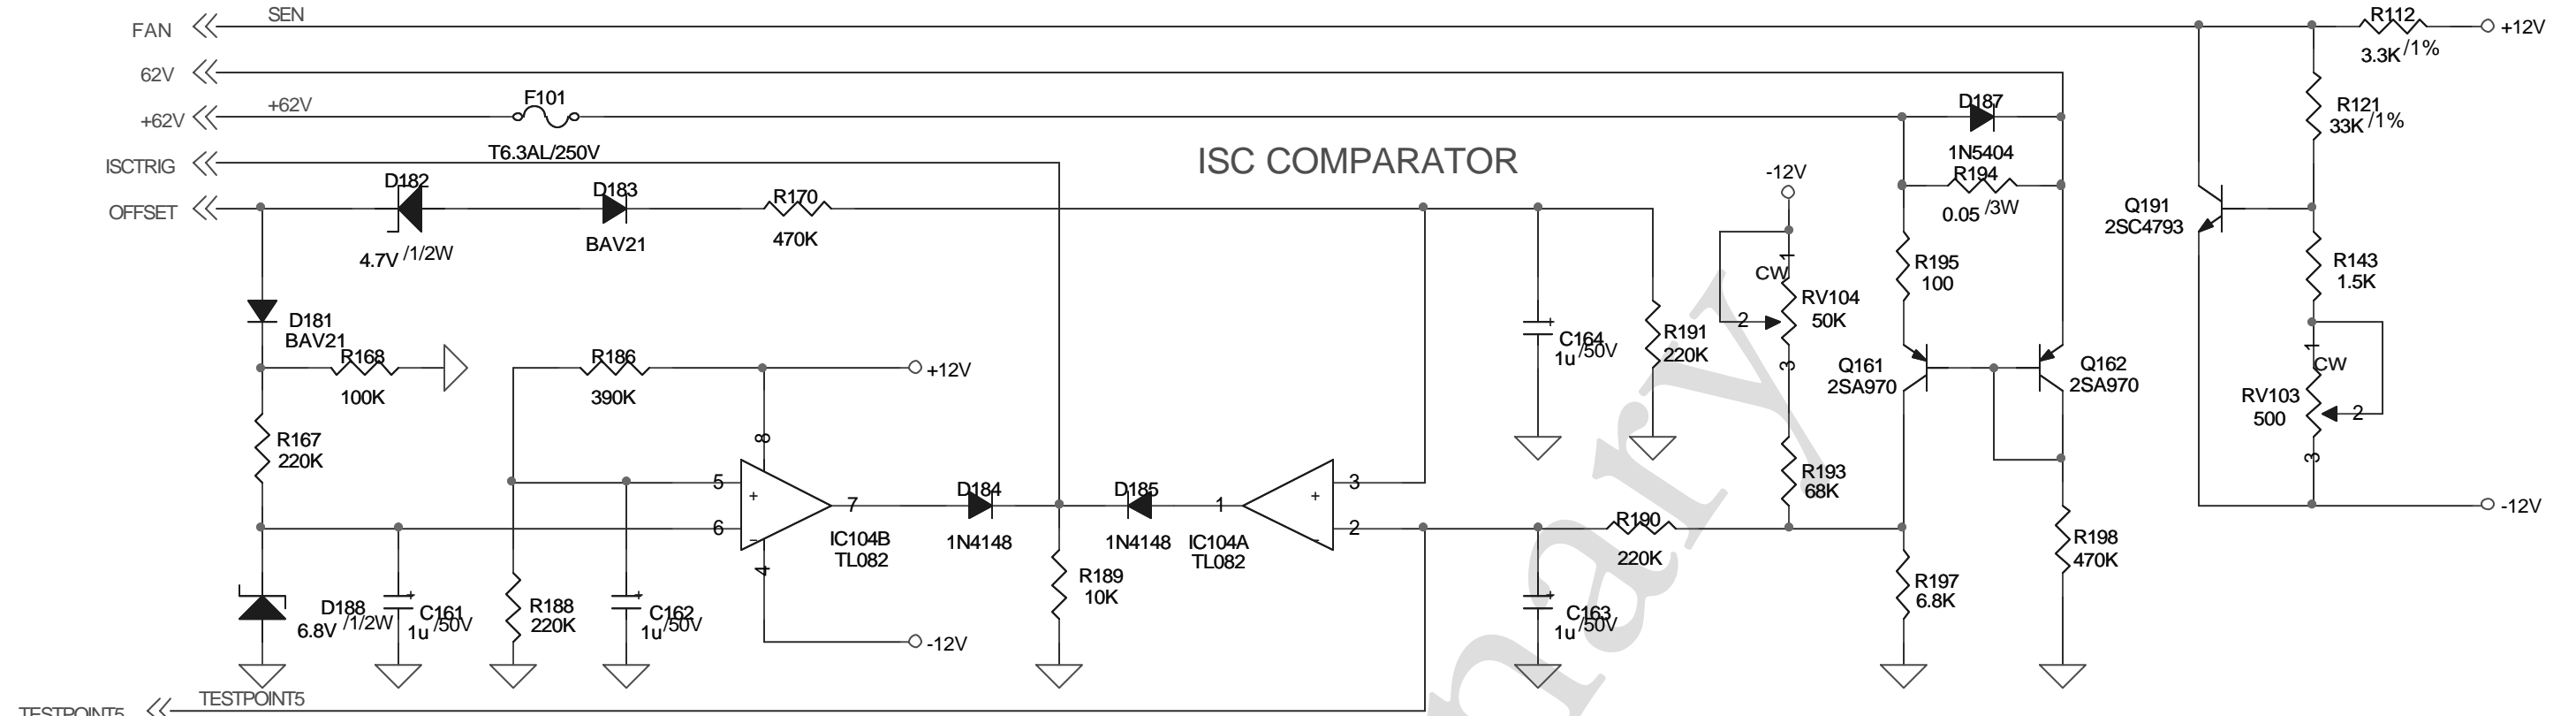 FAN
SEN
R112
3.3K /1%
+12V
62V
+62V
+62V
F101
T6.3AL/250V
D187
1N5404
R121
33K /1%
ISCTRIG
ISC COMPARATOR
R194
0.05 /3W
-12V
OFFSET
D182
4.7V /1/2W
D183
BAV21
R170
470K
Q191
2SC4793
R195
100
R143
1.5K
CW
1
RV104
50K
2
3
D181
BAV21
R168
100K
R186
390K
+12V
C164
1u /50V
R191
220K
Q161
2SA970
Q162
2SA970
1
CW
RV103
500
2
3
R167
220K
8
5
+
6
-
7
4
IC104B
TL082
D184
1N4148
D185
1N4148
1
IC104A
TL082
3
+
2
-
R193
68K
R190
220K
-12V
R198
470K
D188
6.8V /1/2W
C161
1u /50V
R188
220K
C162
1u /50V
-12V
R189
10K
C163
1u /50V
R197
6.8K
TESTPOINT5
TESTPOINT5
nary